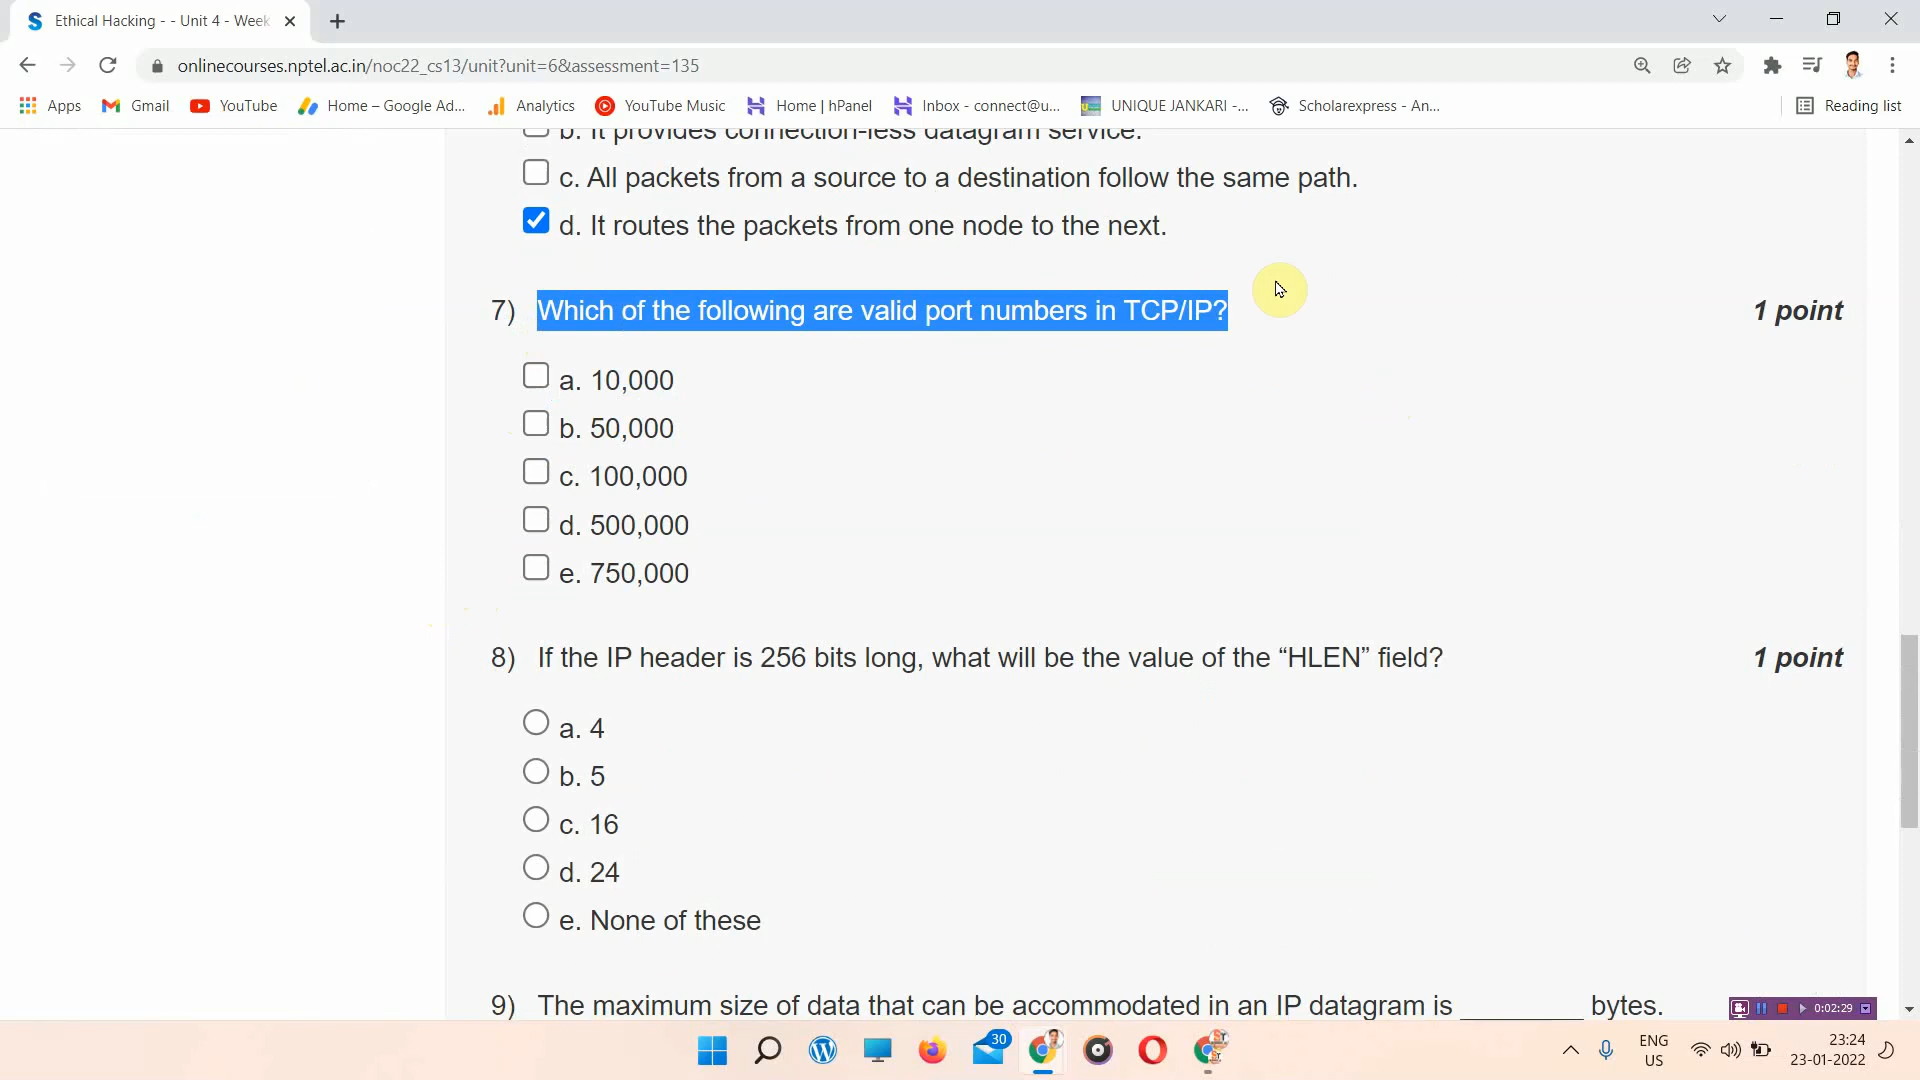 Ethical Hacking - - Unit 4 - Week
onlinecourses.nptel.ac.in/noc22_cs13/unit?unit=6&assessment=135
Apps Gmail YouTube Home – Google Ad... Analytics YouTube Music Home | hPanel Inbox - connect@u... UNIQUE JANKARI -... Scholarexpress - An... Reading list
b. It provides connection-less datagram service.
c. All packets from a source to a destination follow the same path.
d. It routes the packets from one node to the next.
7) Which of the following are valid port numbers in TCP/IP? 1 point
a. 10,000
b. 50,000
c. 100,000
d. 500,000
e. 750,000
8) If the IP header is 256 bits long, what will be the value of the “HLEN” field? 1 point
a. 4
b. 5
c. 16
d. 24
e. None of these
9) The maximum size of data that can be accommodated in an IP datagram is ________ bytes.
0:02:29
30
ENG
US
23:24
23-01-2022